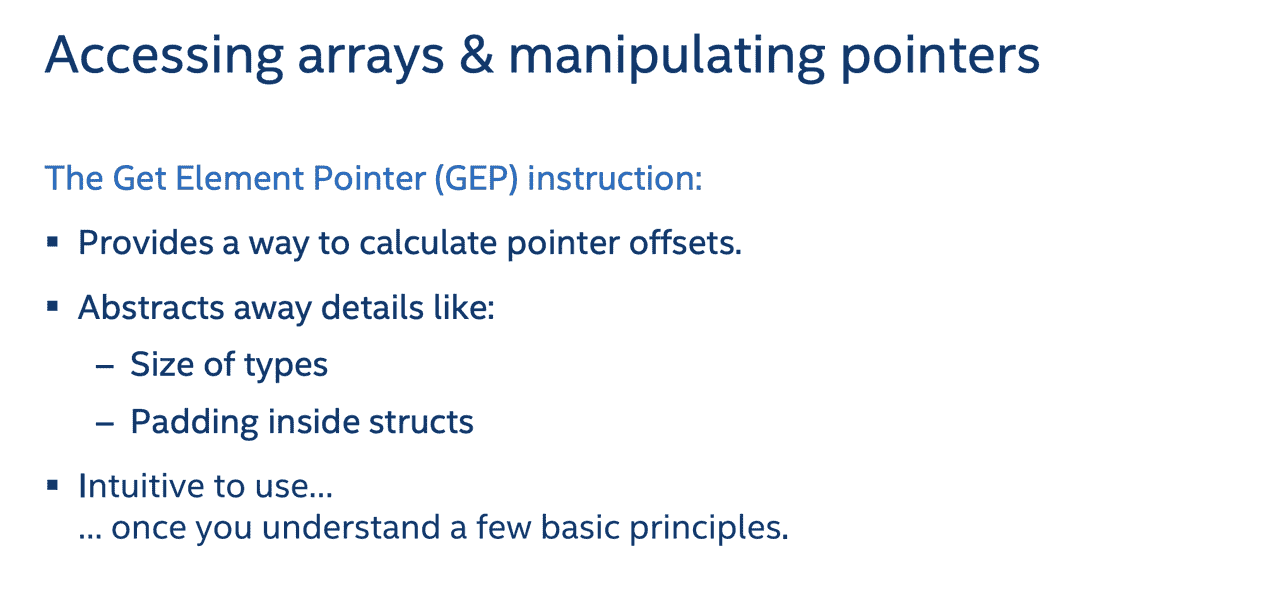 Accessing arrays & manipulating pointers
The Get Element Pointer (GEP) instruction:
▪ Provides a way to calculate pointer offsets.
▪ Abstracts away details like:
– Size of types
– Padding inside structs
▪ Intuitive to use...
... once you understand a few basic principles.